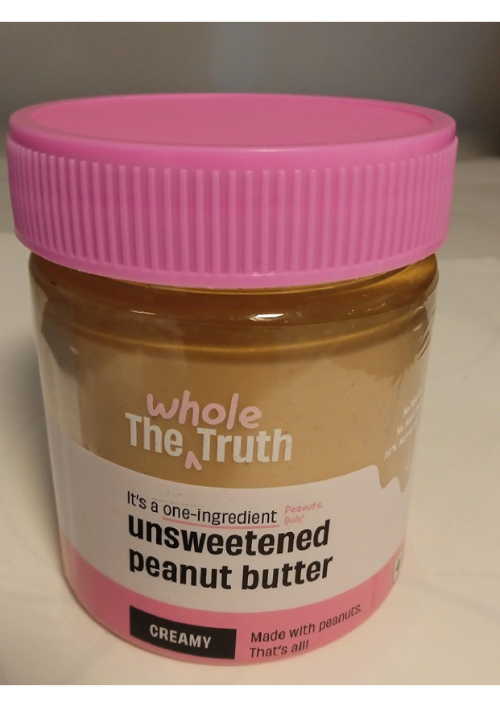 whole
The Truth
It's a one-ingredient Peanuts.
Duh!
unsweetened
peanut butter
CREAMY
Made with peanuts.
That's all!